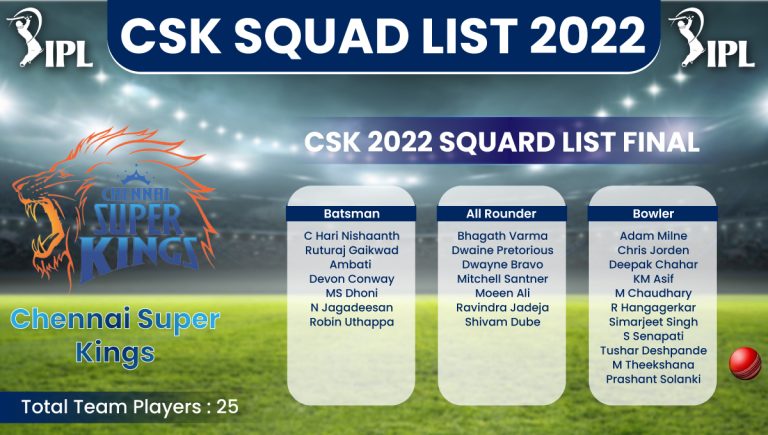 IPL
CSK SQUAD LIST 2022
IPL
CSK 2022 SQUARD LIST FINAL
CHENNAI
SUPER
KINGS
Chennai Super
Kings
Total Team Players : 25
Batsman
C Hari Nishaanth
Ruturaj Gaikwad
Ambati
Devon Conway
MS Dhoni
N Jagadeesan
Robin Uthappa
All Rounder
Bhagath Varma
Dwaine Pretorious
Dwayne Bravo
Mitchell Santner
Moeen Ali
Ravindra Jadeja
Shivam Dube
Bowler
Adam Milne
Chris Jorden
Deepak Chahar
KM Asif
M Chaudhary
R Hangagerkar
Simarjeet Singh
S Senapati
Tushar Deshpande
M Theekshana
Prashant Solanki